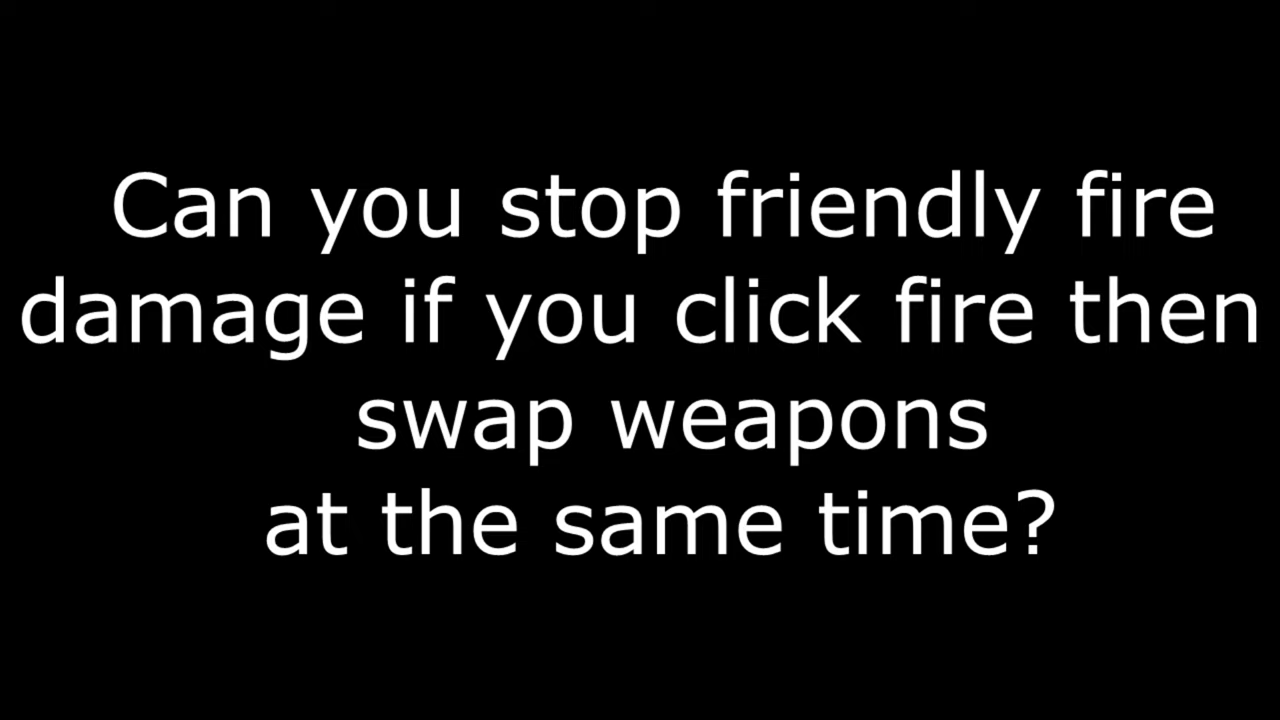 Can you stop friendly fire
damage if you click fire then
swap weapons
at the same time?